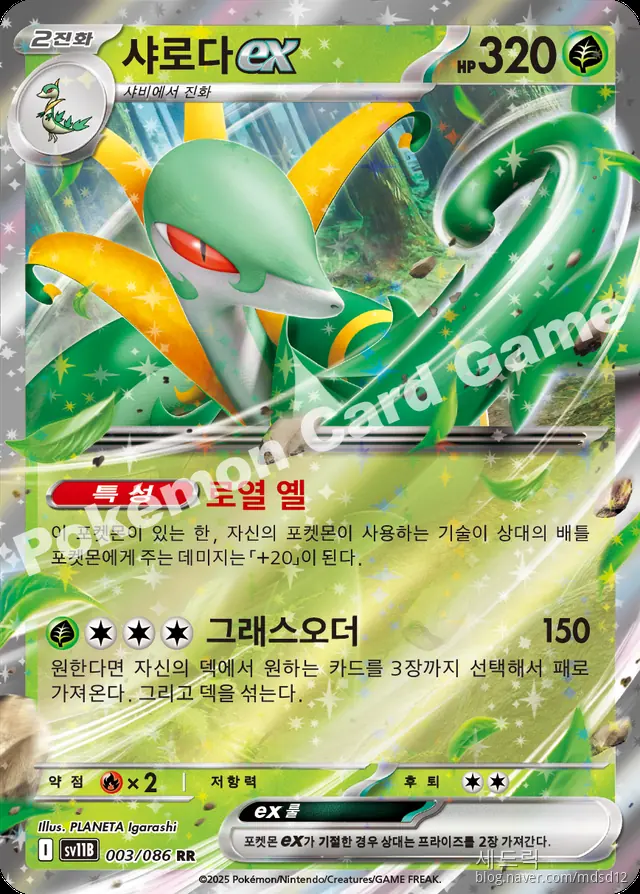 2진화
샤로다ex
HP 320
샤비에서 진화
Pokémon Card Game
특성 로열 옐
이 포켓몬이 있는 한, 자신의 포켓몬이 사용하는 기술이 상대의 배틀
포켓몬에게 주는 데미지는 「+20」이 된다.
그래스오더 150
원한다면 자신의 덱에서 원하는 카드를 3장까지 선택해서 패로
가져온다. 그리고 덱을 섞는다.
약점 ×2 저항력 후퇴
ex 룰
포켓몬 ex가 기절한 경우 상대는 프라이즈를 2장 가져간다.
Illus. PLANETA Igarashi
I sv11B 003/086 RR
©2025 Pokémon/Nintendo/Creatures/GAME FREAK.
세드릭
blog.naver.com/mdsd12